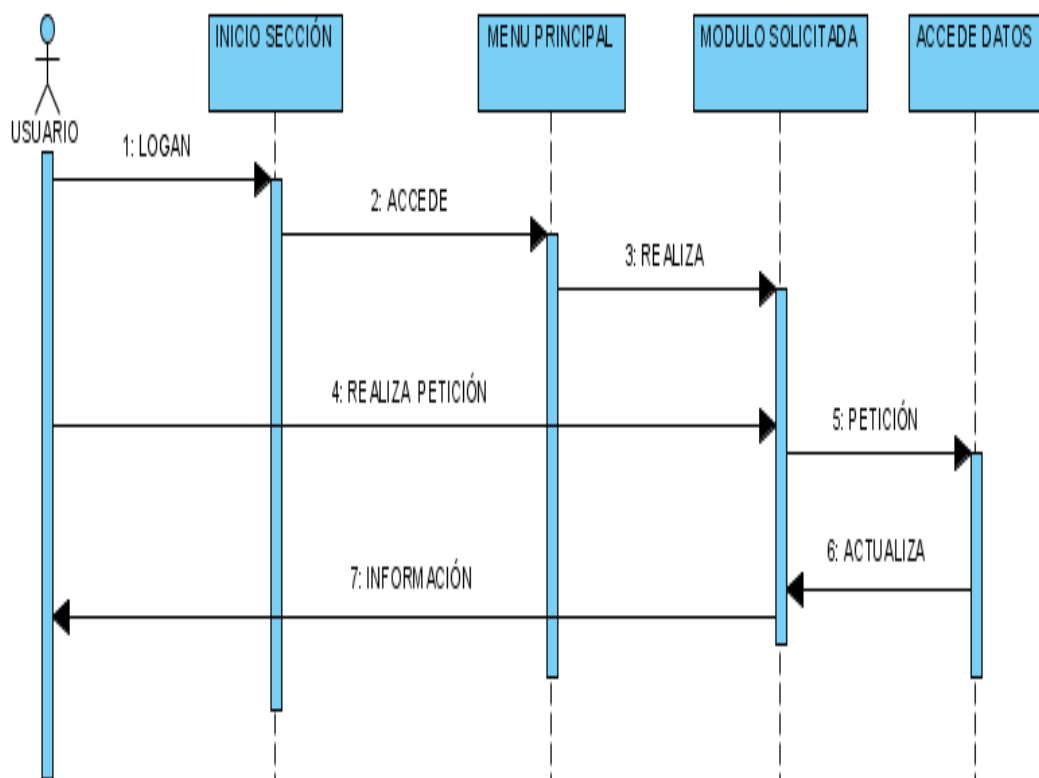 INICIO SECCIÓN
MENU PRINCIPAL
MODULO SOLICITADA
ACCEDE DATOS
USUARIO
1: LOGAN
2: ACCEDE
3: REALIZA
4: REALIZA PETICIÓN
5: PETICIÓN
6: ACTUALIZA
7: INFORMACIÓN